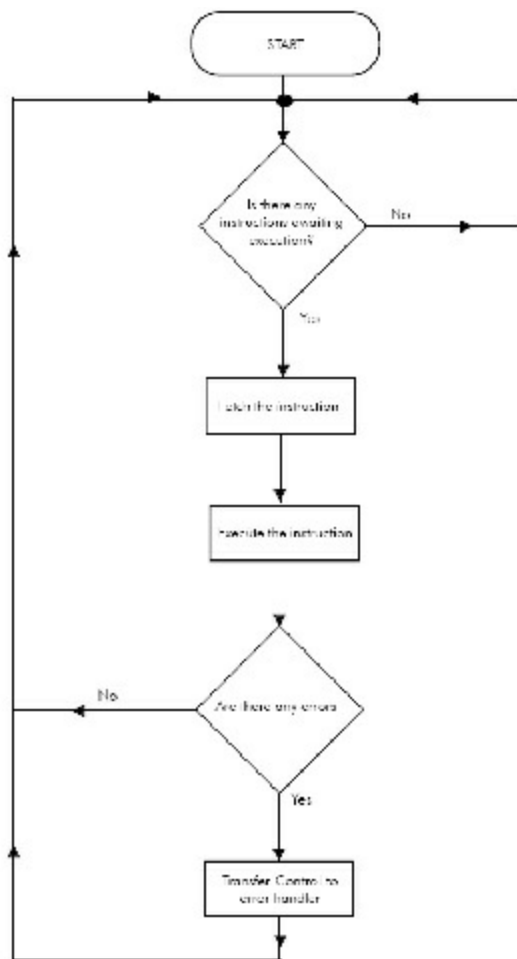 START
Is there any
instructions awaiting
execution?
No
Yes
Fetch the instruction
Execute the instruction
Are there any errors
No
Yes
Transfer Control to
error handler